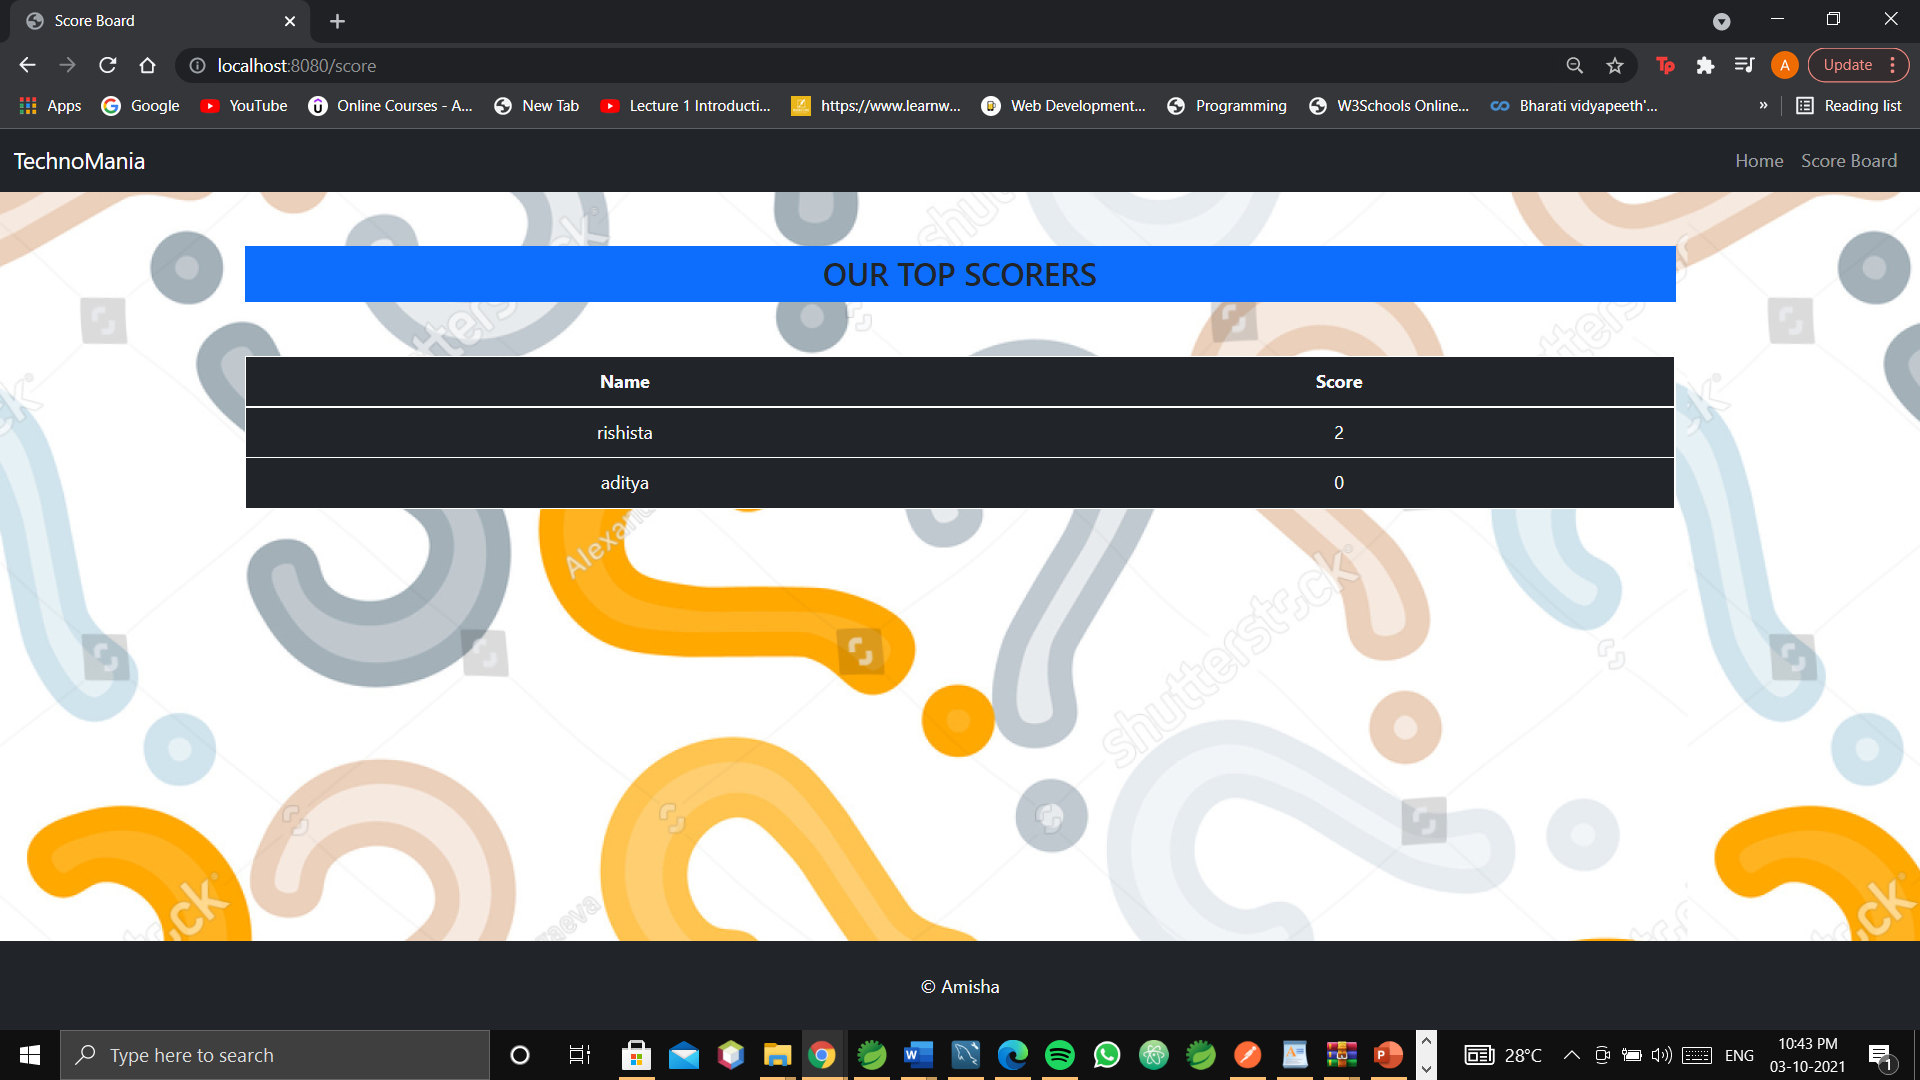 Score Board
localhost:8080/score
Update
Apps
Google
YouTube
Online Courses - A...
New Tab
Lecture 1 Introducti...
https://www.learnw...
Web Development...
Programming
W3Schools Online...
Bharati vidyapeeth'...
»
Reading list
TechnoMania
Home
Score Board
OUR TOP SCORERS
Name Score
rishista 2
aditya 0
shutterstock
© Amisha
Type here to search
28°C
ENG
10:43 PM
03-10-2021
1